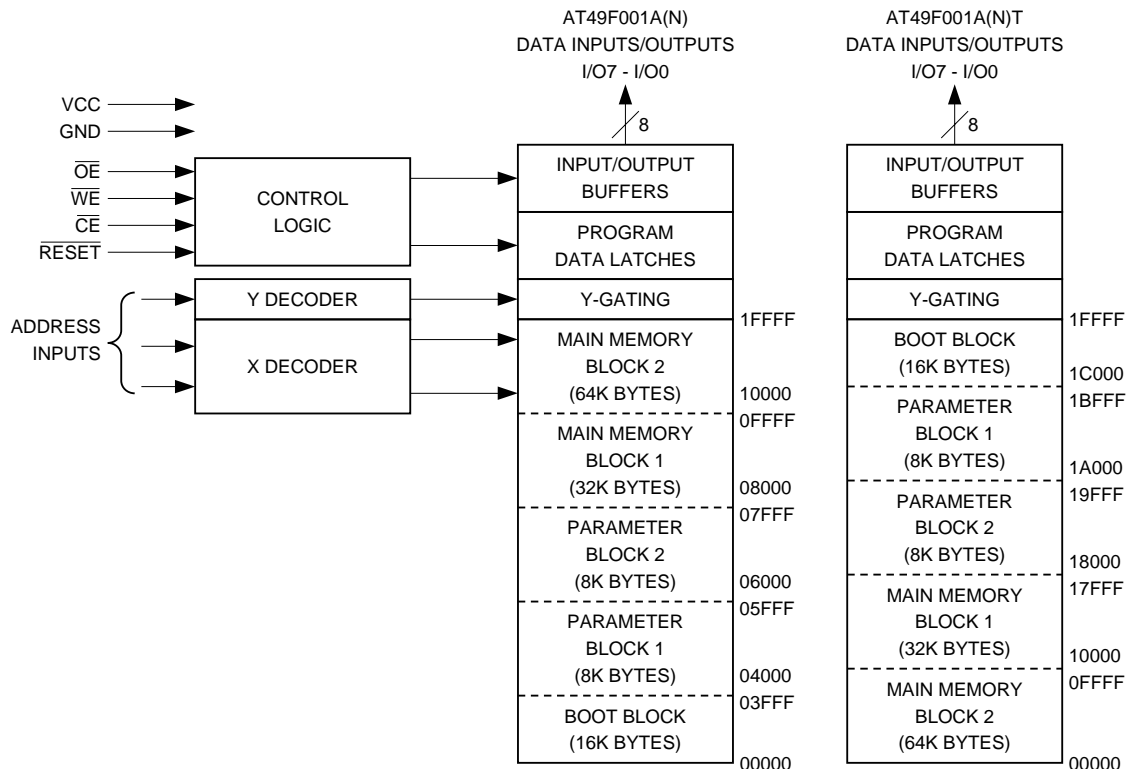 AT49F001A(N)
DATA INPUTS/OUTPUTS
I/O7 - I/O0
8
AT49F001A(N)T
DATA INPUTS/OUTPUTS
I/O7 - I/O0
8
VCC
GND
OE
WE
CE
RESET
ADDRESS
INPUTS
CONTROL
LOGIC
Y DECODER
X DECODER
INPUT/OUTPUT
BUFFERS
PROGRAM
DATA LATCHES
Y-GATING
1FFFF
MAIN MEMORY
BLOCK 2
(64K BYTES)
10000
0FFFF
MAIN MEMORY
BLOCK 1
(32K BYTES)
08000
07FFF
PARAMETER
BLOCK 2
(8K BYTES)
06000
05FFF
PARAMETER
BLOCK 1
(8K BYTES)
04000
03FFF
BOOT BLOCK
(16K BYTES)
00000
INPUT/OUTPUT
BUFFERS
PROGRAM
DATA LATCHES
Y-GATING
1FFFF
BOOT BLOCK
(16K BYTES)
1C000
1BFFF
PARAMETER
BLOCK 1
(8K BYTES)
1A000
19FFF
PARAMETER
BLOCK 2
(8K BYTES)
18000
17FFF
MAIN MEMORY
BLOCK 1
(32K BYTES)
10000
0FFFF
MAIN MEMORY
BLOCK 2
(64K BYTES)
00000